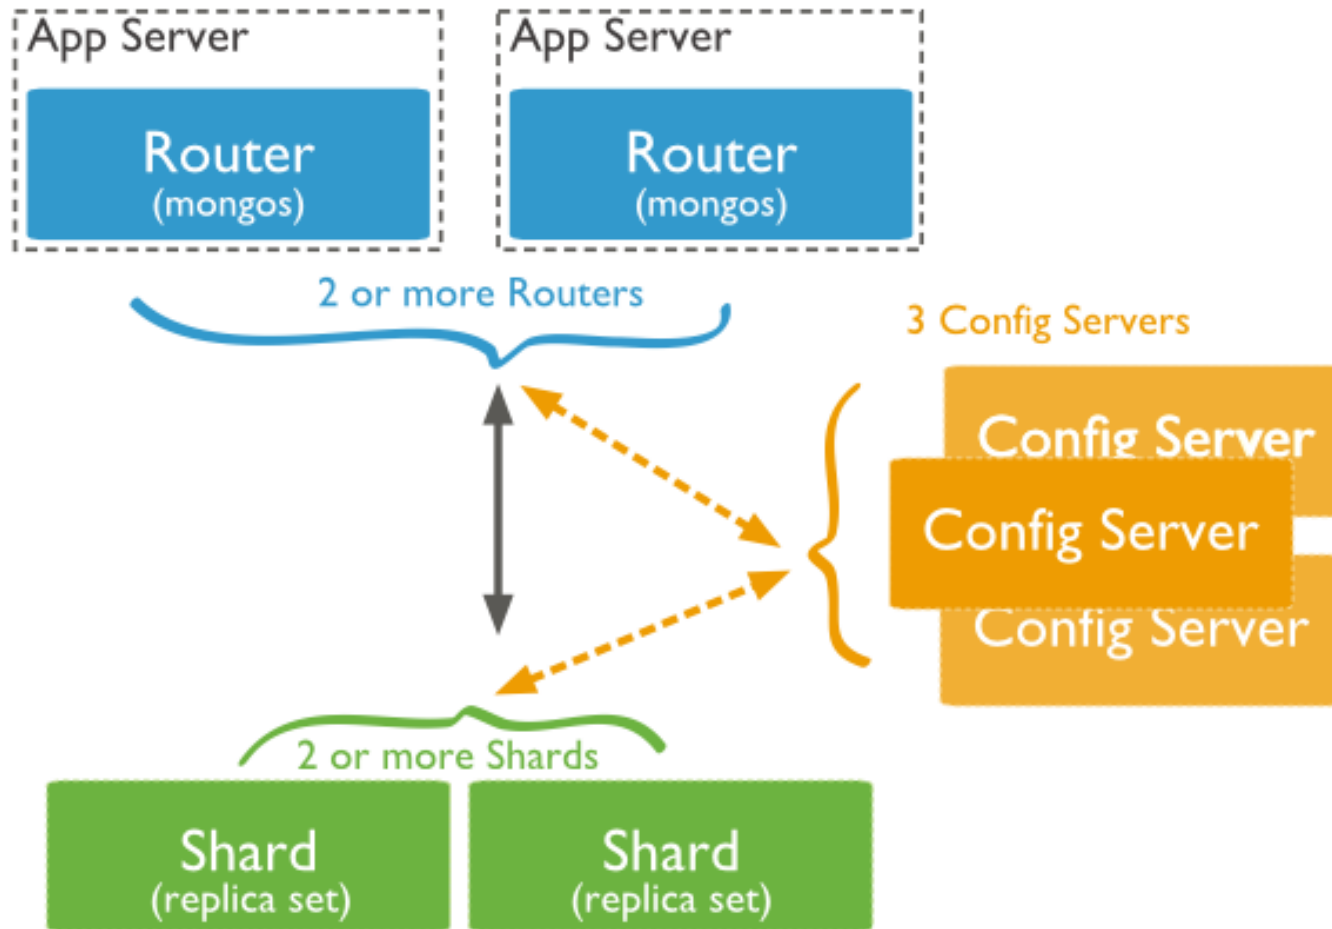 App Server
Router
(mongos)
App Server
Router
(mongos)
2 or more Routers
3 Config Servers
Config Server
Config Server
Config Server
2 or more Shards
Shard
(replica set)
Shard
(replica set)